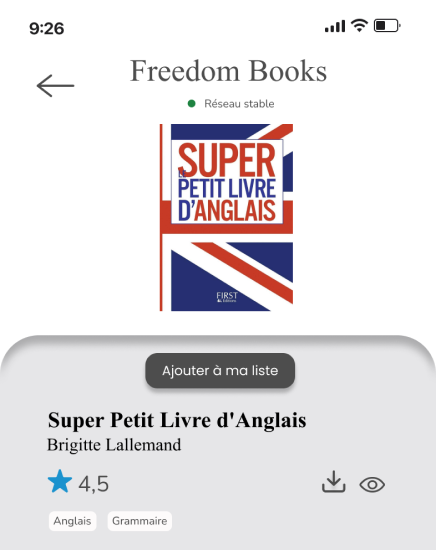 9:26
Freedom Books
Réseau stable
SUPER
PETIT LIVRE
D'ANGLAIS
FIRST
Editions
Ajouter à ma liste
Super Petit Livre d'Anglais
Brigitte Lallemand
4,5
Anglais Grammaire